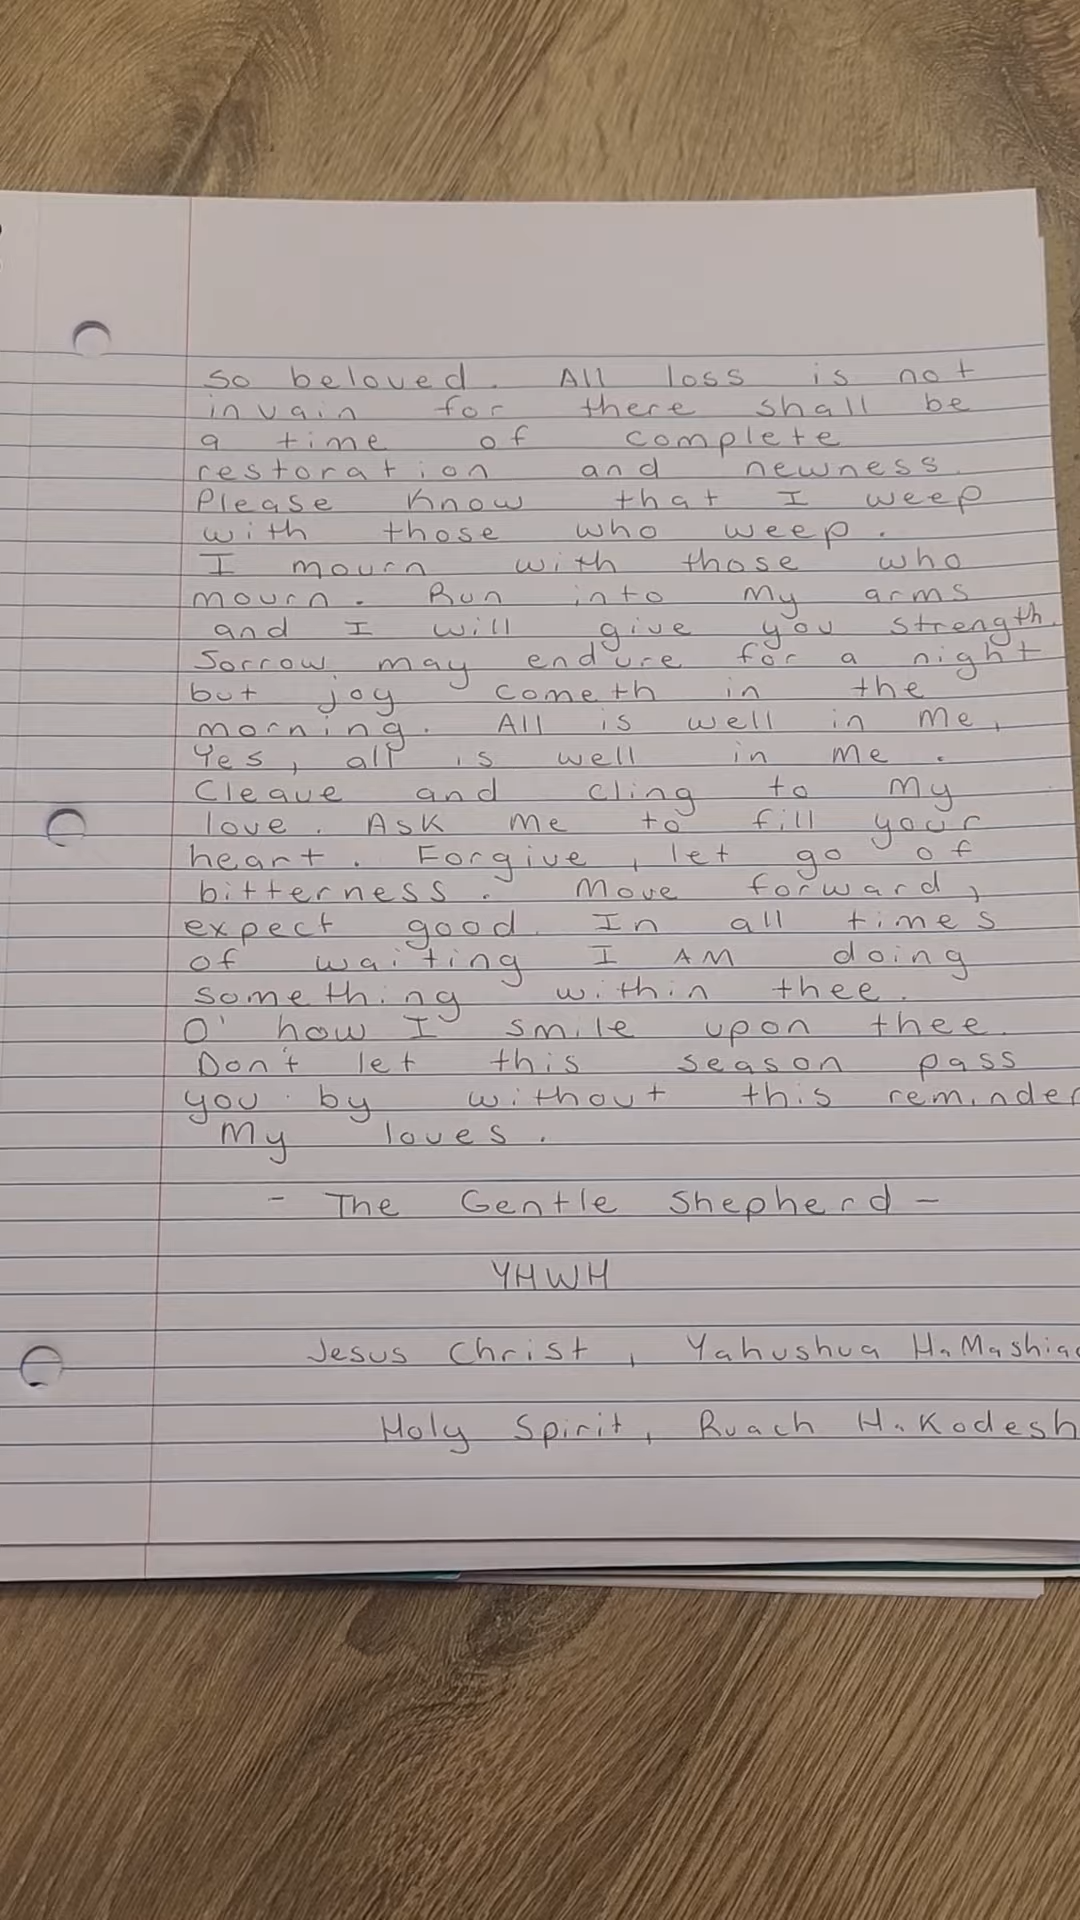 so beloved. All loss is not
in vain for there shall be
a time of complete
restoration and newness.
Please know that I weep
with those who weep.
I mourn with those who
mourn. Run into My arms
and I will give you strength.
Sorrow may endure for a night
but joy cometh in the
morning. All is well in Me,
Yes, all is well in Me.
Cleave and cling to My
love. Ask Me to fill your
heart. Forgive, let go of
bitterness. Move forward,
expect good. In all times
of waiting I AM doing
something within thee.
O' how I smile upon thee.
Don't let this season pass
you by without this reminder
My loves.
- The Gentle Shepherd -
YHWH
Jesus Christ, Yahushua
Holy Spirit, Ruach HaKodesh